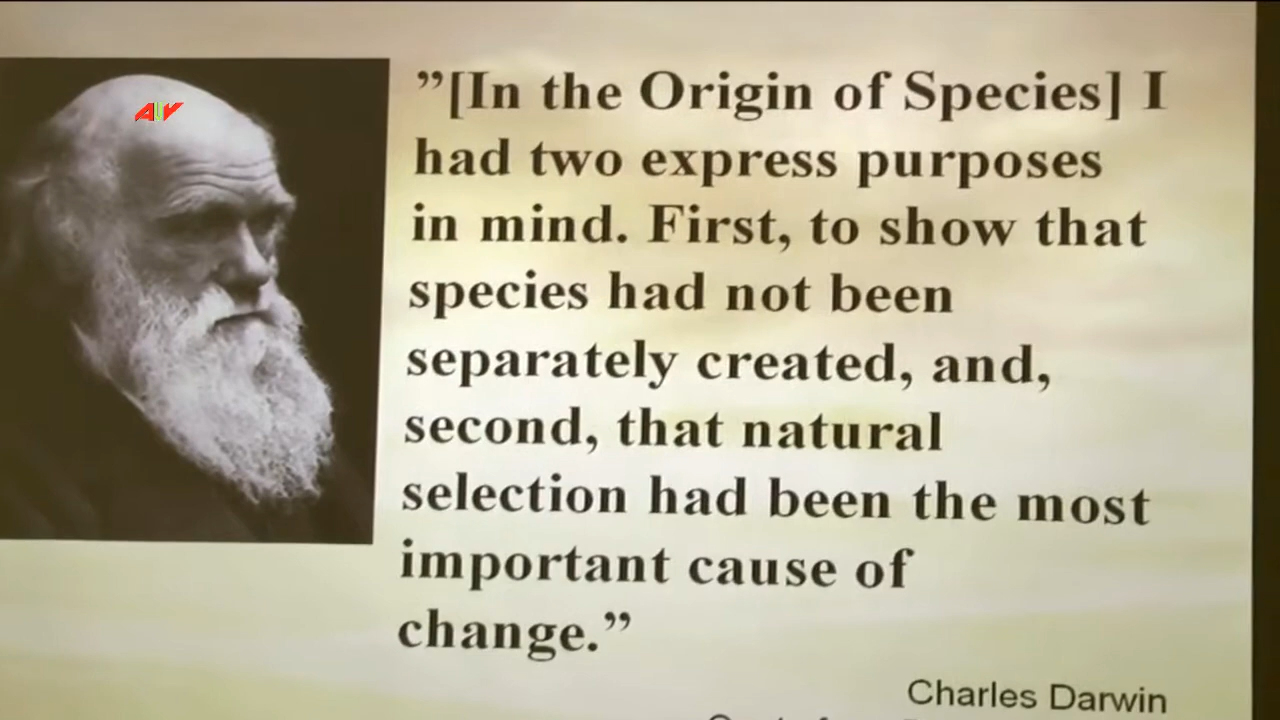 AV
”[In the Origin of Species] I
had two express purposes
in mind. First, to show that
species had not been
separately created, and,
second, that natural
selection had been the most
important cause of
change.”
Charles Darwin